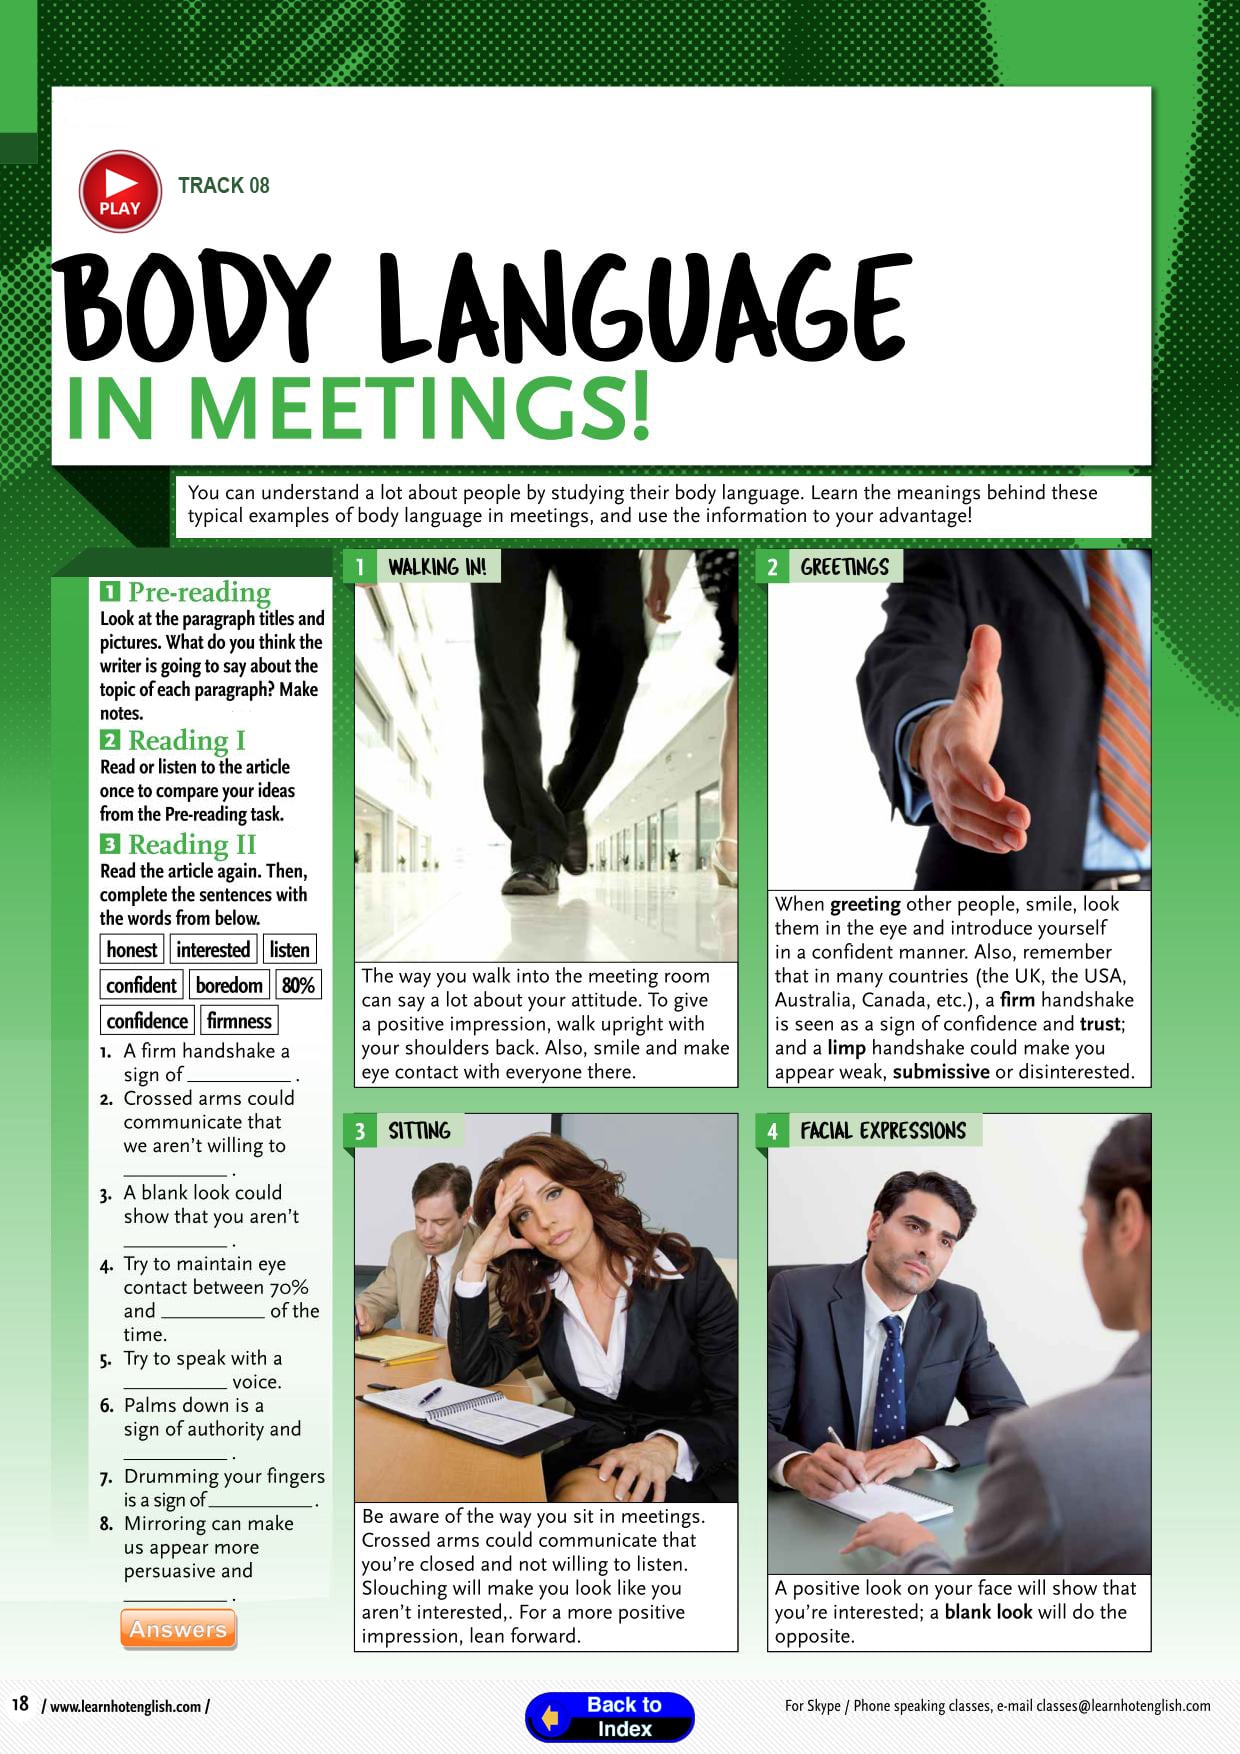 PLAY
TRACK 08
BODY LANGUAGE
IN MEETINGS!
You can understand a lot about people by studying their body language. Learn the meanings behind these
typical examples of body language in meetings, and use the information to your advantage!
1 Pre-reading
Look at the paragraph titles and
pictures. What do you think the
writer is going to say about the
topic of each paragraph? Make
notes.
2 Reading I
Read or listen to the article
once to compare your ideas
from the Pre-reading task.
3 Reading II
Read the article again. Then,
complete the sentences with
the words from below.
honest interested listen
confident boredom 80%
confidence firmness
1. A firm handshake a
sign of __________ .
2. Crossed arms could
communicate that
we aren't willing to
__________ .
3. A blank look could
show that you aren't
__________ .
4. Try to maintain eye
contact between 70%
and __________ of the
time.
5. Try to speak with a
__________ voice.
6. Palms down is a
sign of authority and
__________ .
7. Drumming your fingers
is a sign of __________ .
8. Mirroring can make
us appear more
persuasive and
__________ .
Answers
1 WALKING IN!
The way you walk into the meeting room
can say a lot about your attitude. To give
a positive impression, walk upright with
your shoulders back. Also, smile and make
eye contact with everyone there.
2 GREETINGS
When greeting other people, smile, look
them in the eye and introduce yourself
in a confident manner. Also, remember
that in many countries (the UK, the USA,
Australia, Canada, etc.), a firm handshake
is seen as a sign of confidence and trust;
and a limp handshake could make you
appear weak, submissive or disinterested.
3 SITTING
Be aware of the way you sit in meetings.
Crossed arms could communicate that
you're closed and not willing to listen.
Slouching will make you look like you
aren't interested,. For a more positive
impression, lean forward.
4 FACIAL EXPRESSIONS
A positive look on your face will show that
you're interested; a blank look will do the
opposite.
18 / www.learnhotenglish.com /
Back to
Index
For Skype / Phone speaking classes, e-mail classes@learnhotenglish.com